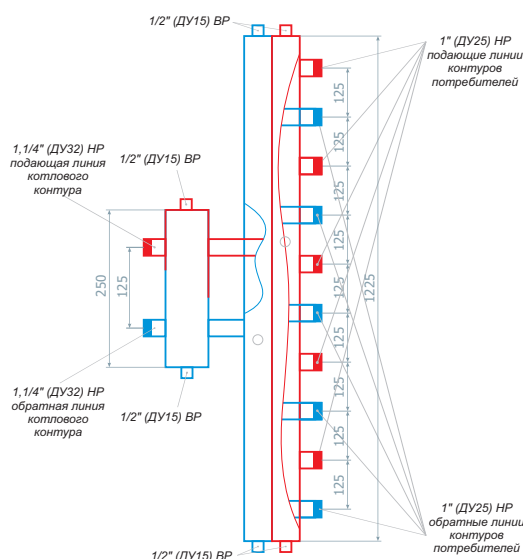 1/2" (ДУ15) ВР
1" (ДУ25) НР
подающие линии
контуров
потребителей
1,1/4" (ДУ32) НР
подающая линия
котлового
контура
1/2" (ДУ15) ВР
250
125
125
125
125
125
125
125
125
125
125
1225
1,1/4" (ДУ32) НР
обратная линия
котлового
контура
1/2" (ДУ15) ВР
1" (ДУ25) НР
обратные линии
контуров
потребителей
1/2" (ДУ15) ВР